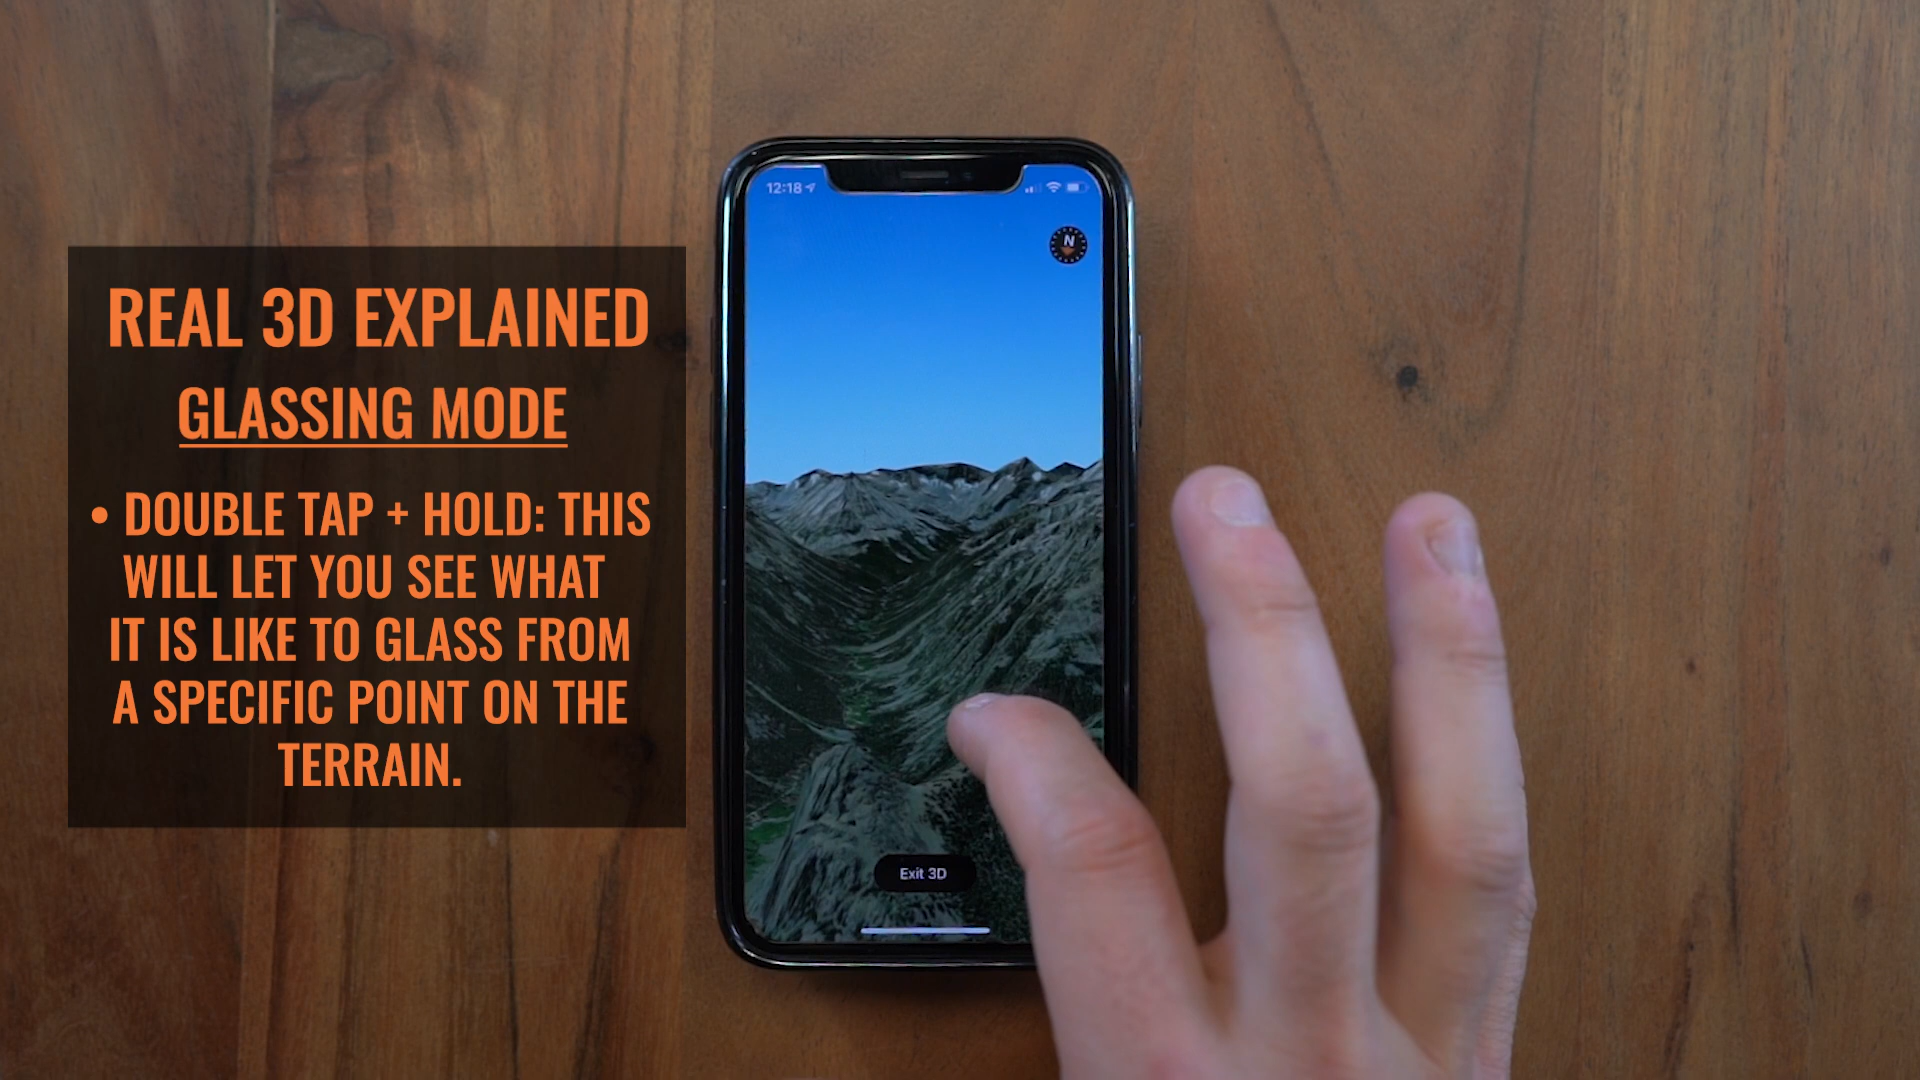 REAL 3D EXPLAINED
GLASSING MODE
• DOUBLE TAP + HOLD: THIS
WILL LET YOU SEE WHAT
IT IS LIKE TO GLASS FROM
A SPECIFIC POINT ON THE
TERRAIN.
12:18
N
Exit 3D